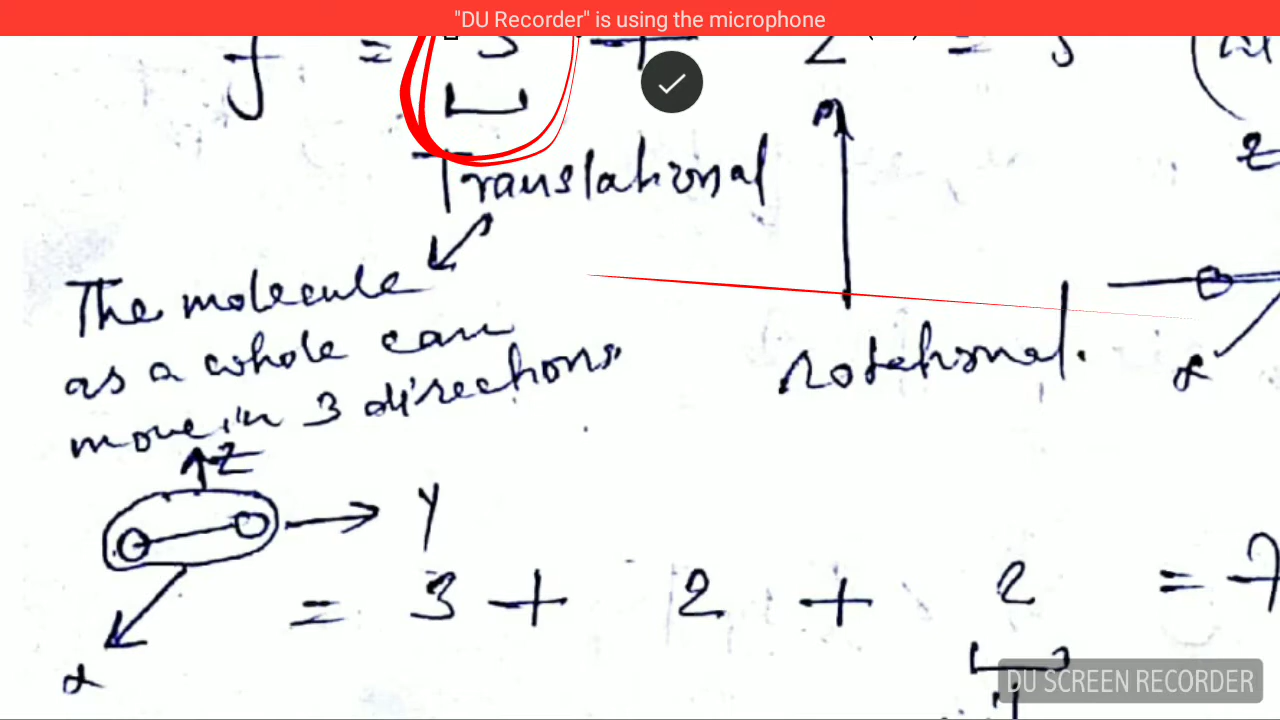 "DU Recorder" is using the microphone
f = 3 + 2 = 5
Translational
Z
The molecule
as a whole can
move in 3 directions
rotational.
x
Z
Y
= 3 + 2 + 2 = 7
x
DU SCREEN RECORDER